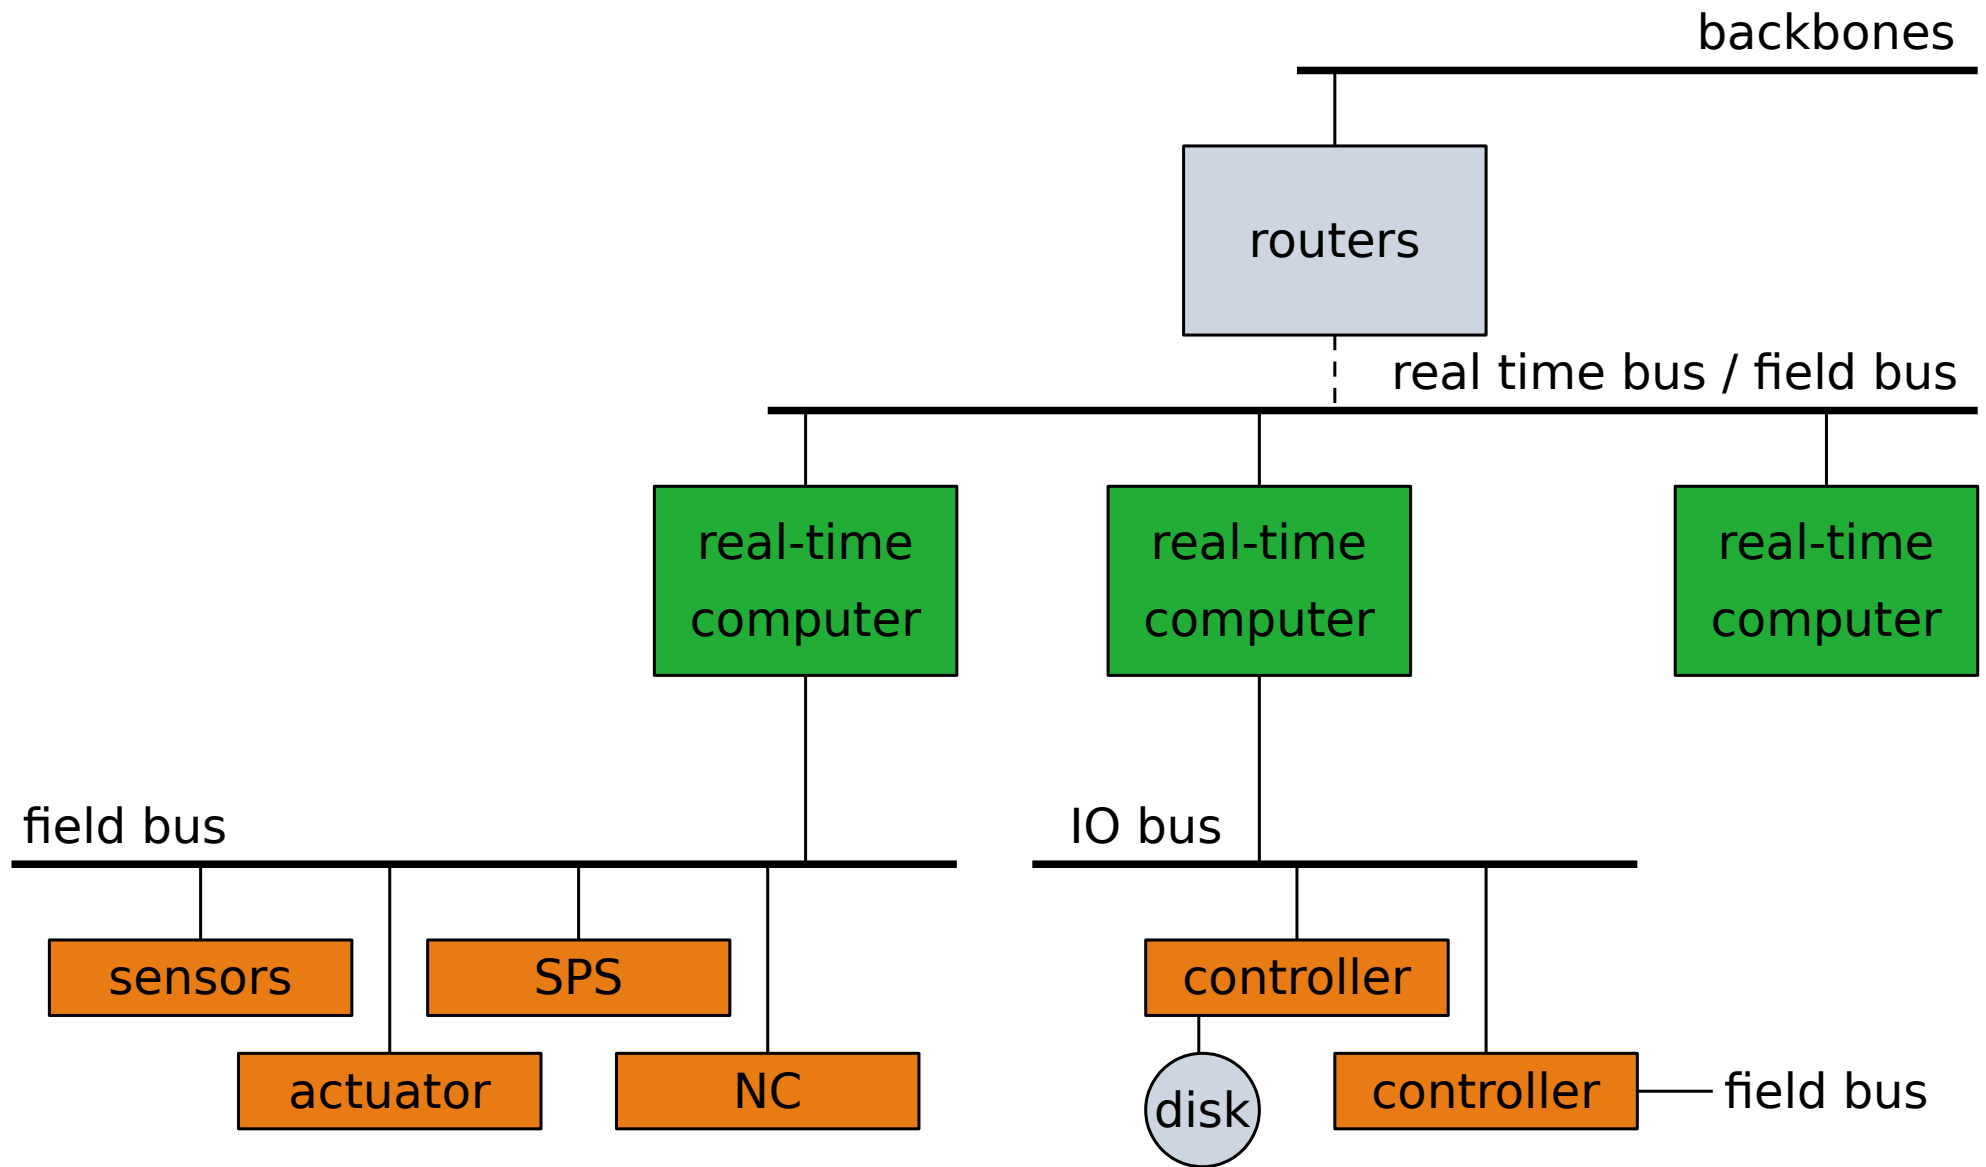 backbones
routers
real time bus / field bus
real-time
computer
real-time
computer
real-time
computer
field bus
IO bus
sensors
SPS
controller
actuator
NC
disk
controller
field bus